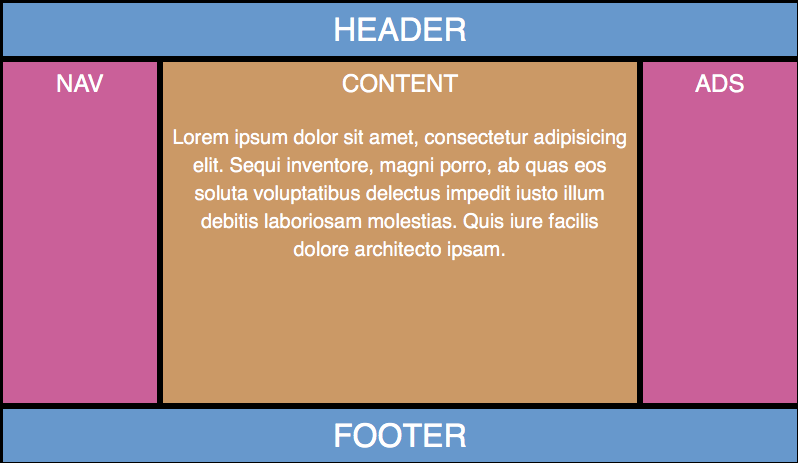 HEADER
NAV
CONTENT
Lorem ipsum dolor sit amet, consectetur adipisicing
elit. Sequi inventore, magni porro, ab quas eos
soluta voluptatibus delectus impedit iusto illum
debitis laboriosam molestias. Quis iure facilis
dolore architecto ipsam.
ADS
FOOTER